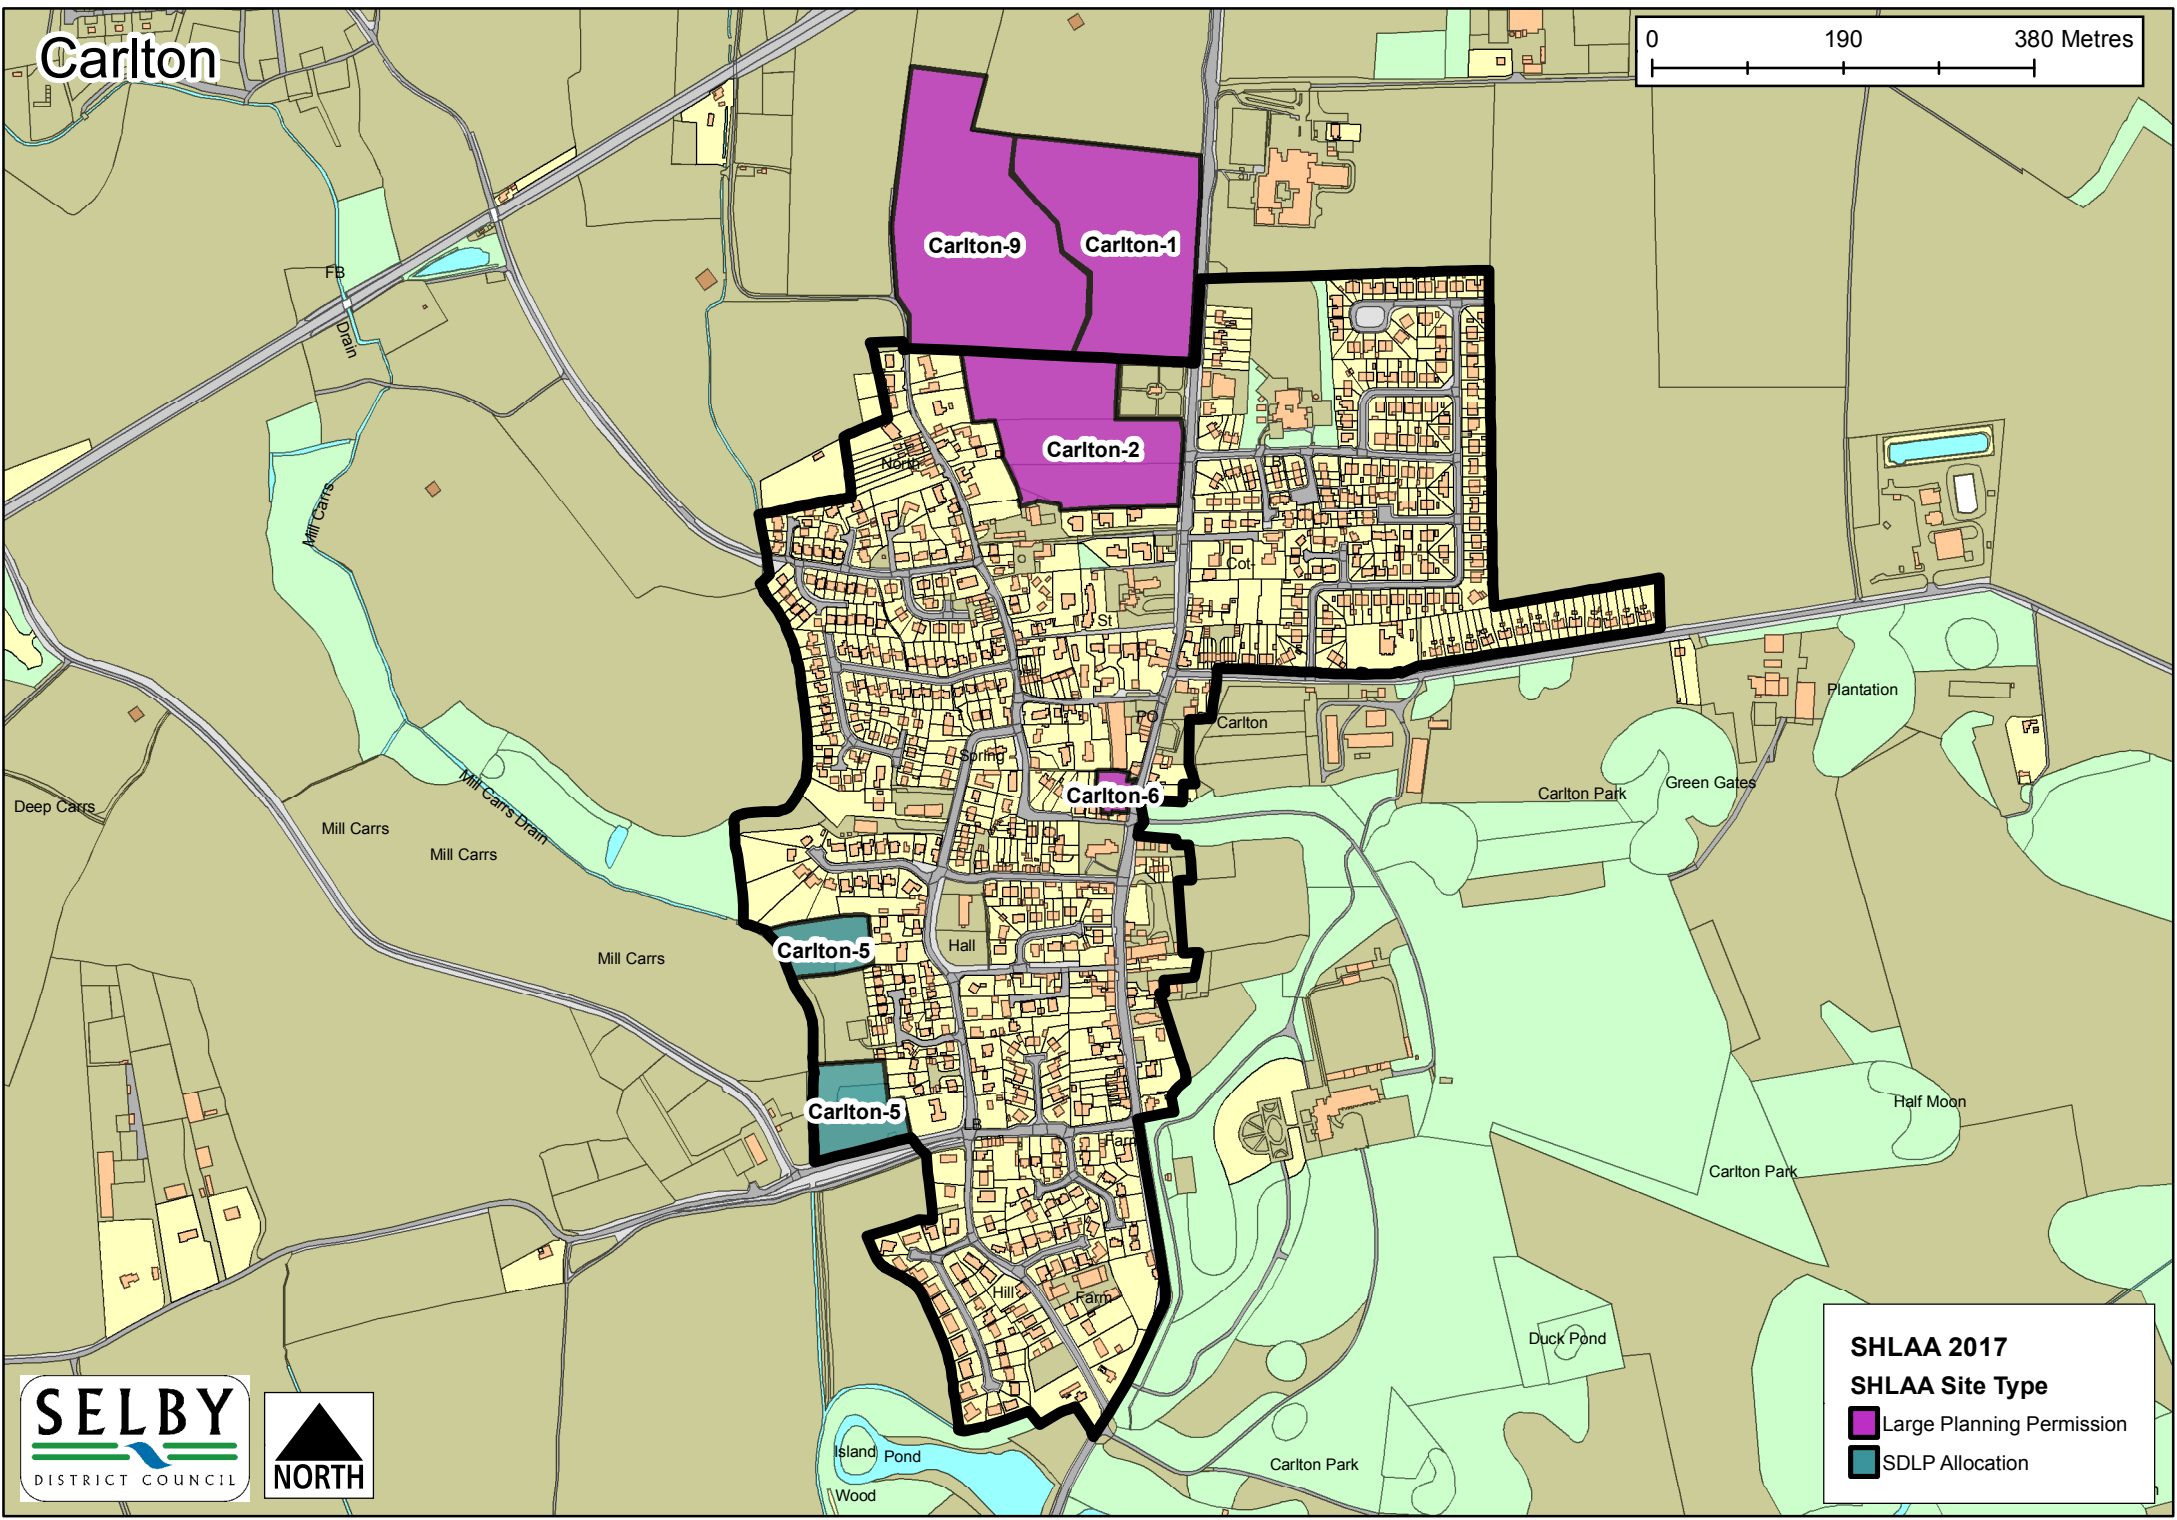 Carlton
0 190 380 Metres
Carlton-9
Carlton-1
FB
Drain
Carlton-2
North
Mill Carrs
Cot-
St
Plantation
PO
Carlton
Spring
Green Gates
Carlton Park
Carlton-6
Deep Carrs
Mill Carrs Drain
Mill Carrs
Mill Carrs
Hall
Carlton-5
Mill Carrs
Half Moon
Carlton-5
LB
Farm
Carlton Park
Hill
Farm
Duck Pond
SHLAA 2017
SHLAA Site Type
Large Planning Permission
SDLP Allocation
SELBY
DISTRICT COUNCIL
NORTH
Island
Pond
Carlton Park
Wood